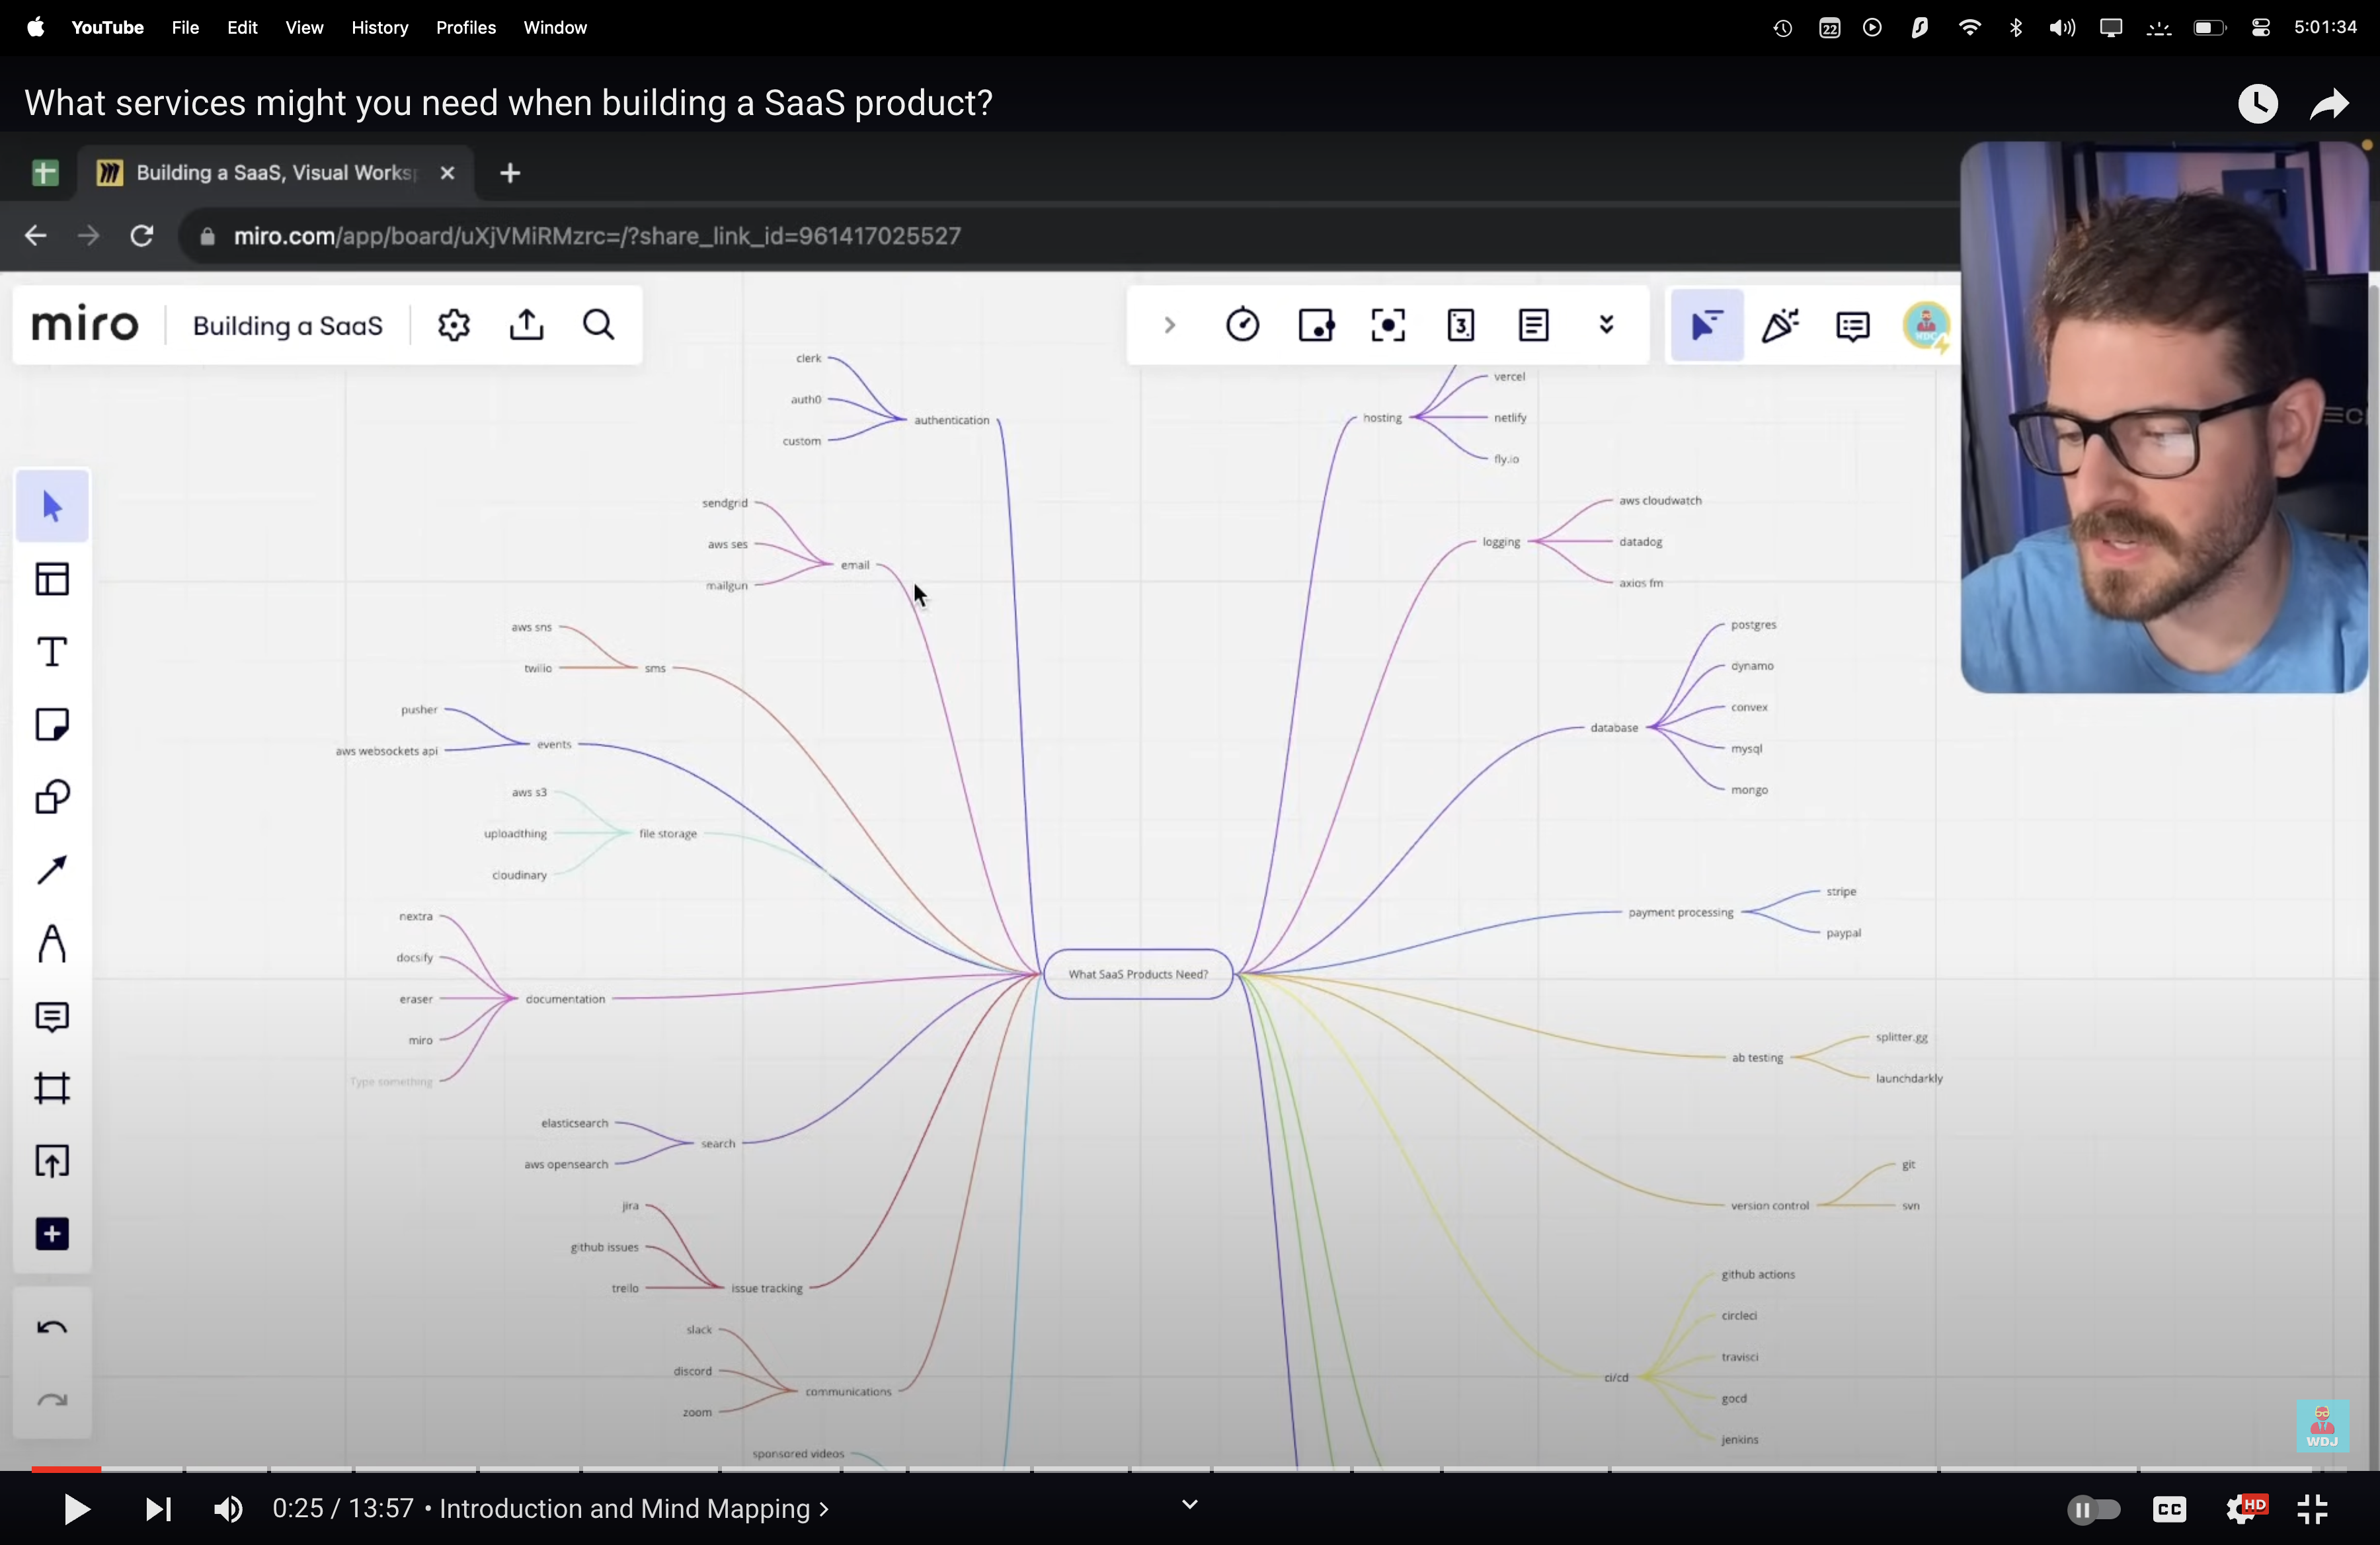 YouTube File Edit View History Profiles Window
22
5:01:34
What services might you need when building a SaaS product?
Building a SaaS, Visual Works
miro.com/app/board/uXjVMiRMzrc=/?share_link_id=961417025527
miro
Building a SaaS
3
clerk
auth0
custom
authentication
sendgrid
aws ses
mailgun
email
aws sns
twilio
sms
pusher
aws websockets api
events
aws s3
uploadthing
cloudinary
file storage
nextra
docsify
eraser
miro
Type something
documentation
elasticsearch
aws opensearch
search
jira
github issues
trello
issue tracking
slack
discord
zoom
communications
sponsored videos
What SaaS Products Need?
hosting
vercel
netlify
fly.io
logging
aws cloudwatch
datadog
axios fm
database
postgres
dynamo
convex
mysql
mongo
payment processing
stripe
paypal
ab testing
splitter.gg
launchdarkly
version control
git
svn
ci/cd
github actions
circleci
travisci
gocd
jenkins
WDJ
0:25 / 13:57 • Introduction and Mind Mapping
CC
HD